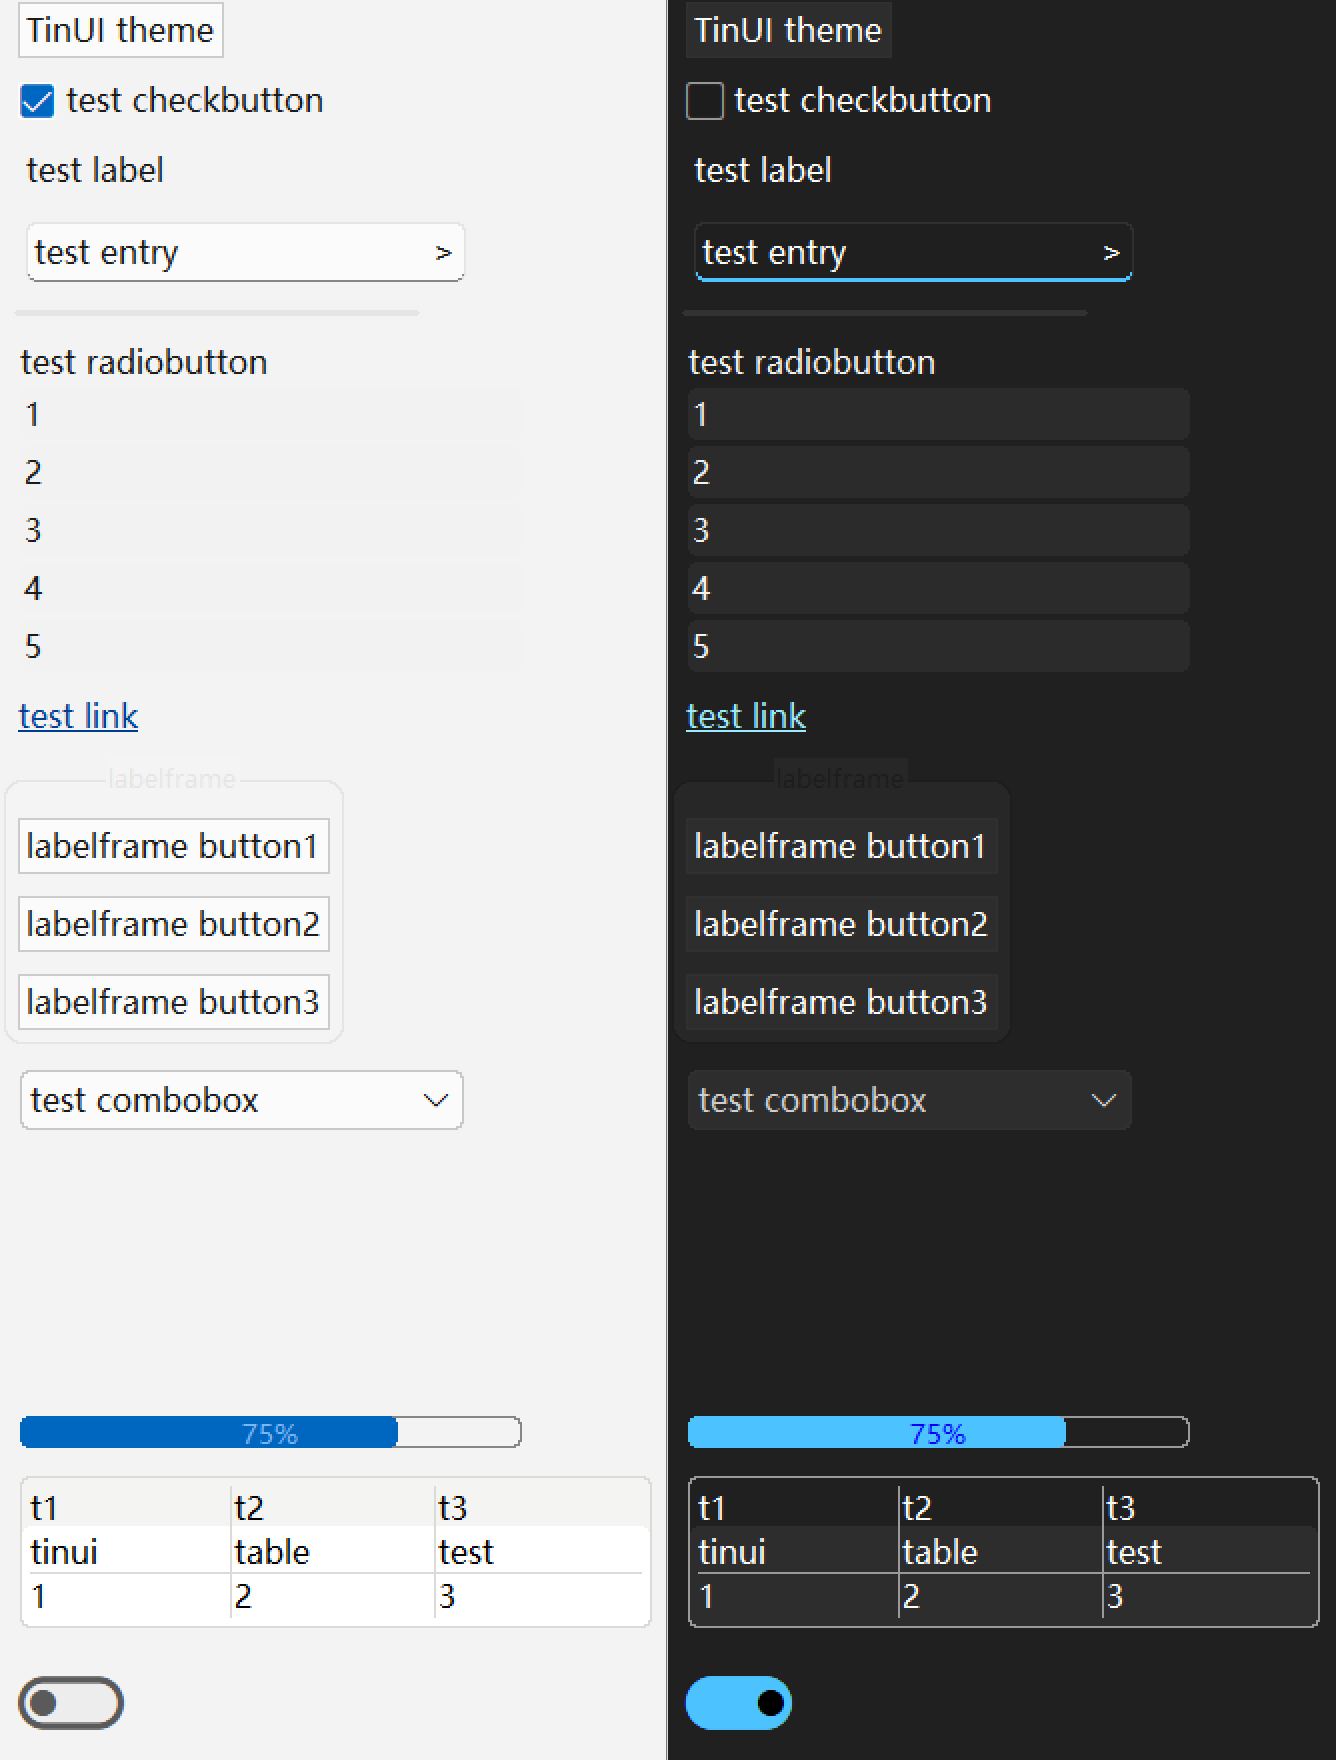 TinUI theme
test checkbutton
test label
test entry >
test radiobutton
1
2
3
4
5
test link
labelframe
labelframe button1
labelframe button2
labelframe button3
test combobox
75%
t1 t2 t3
tinui table test
1 2 3
TinUI theme
test checkbutton
test label
test entry >
test radiobutton
1
2
3
4
5
test link
labelframe
labelframe button1
labelframe button2
labelframe button3
test combobox
75%
t1 t2 t3
tinui table test
1 2 3